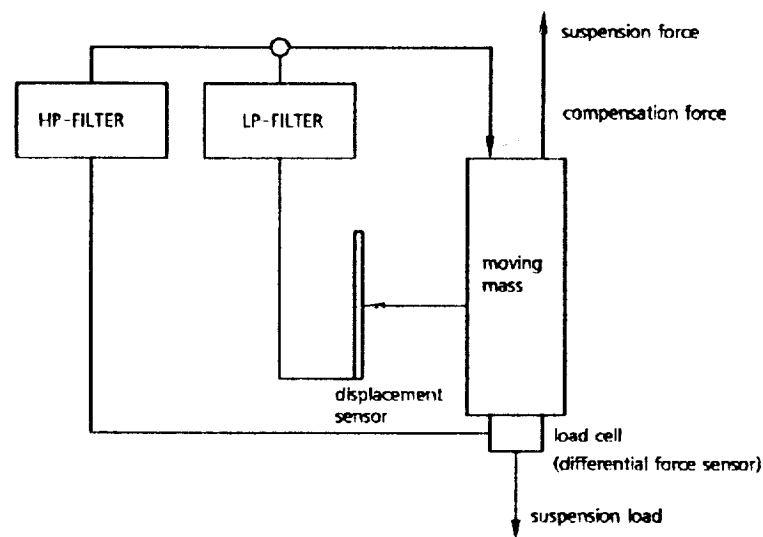 suspension force
compensation force
HP-FILTER
LP-FILTER
moving
mass
displacement
sensor
load cell
(differential force sensor)
suspension load